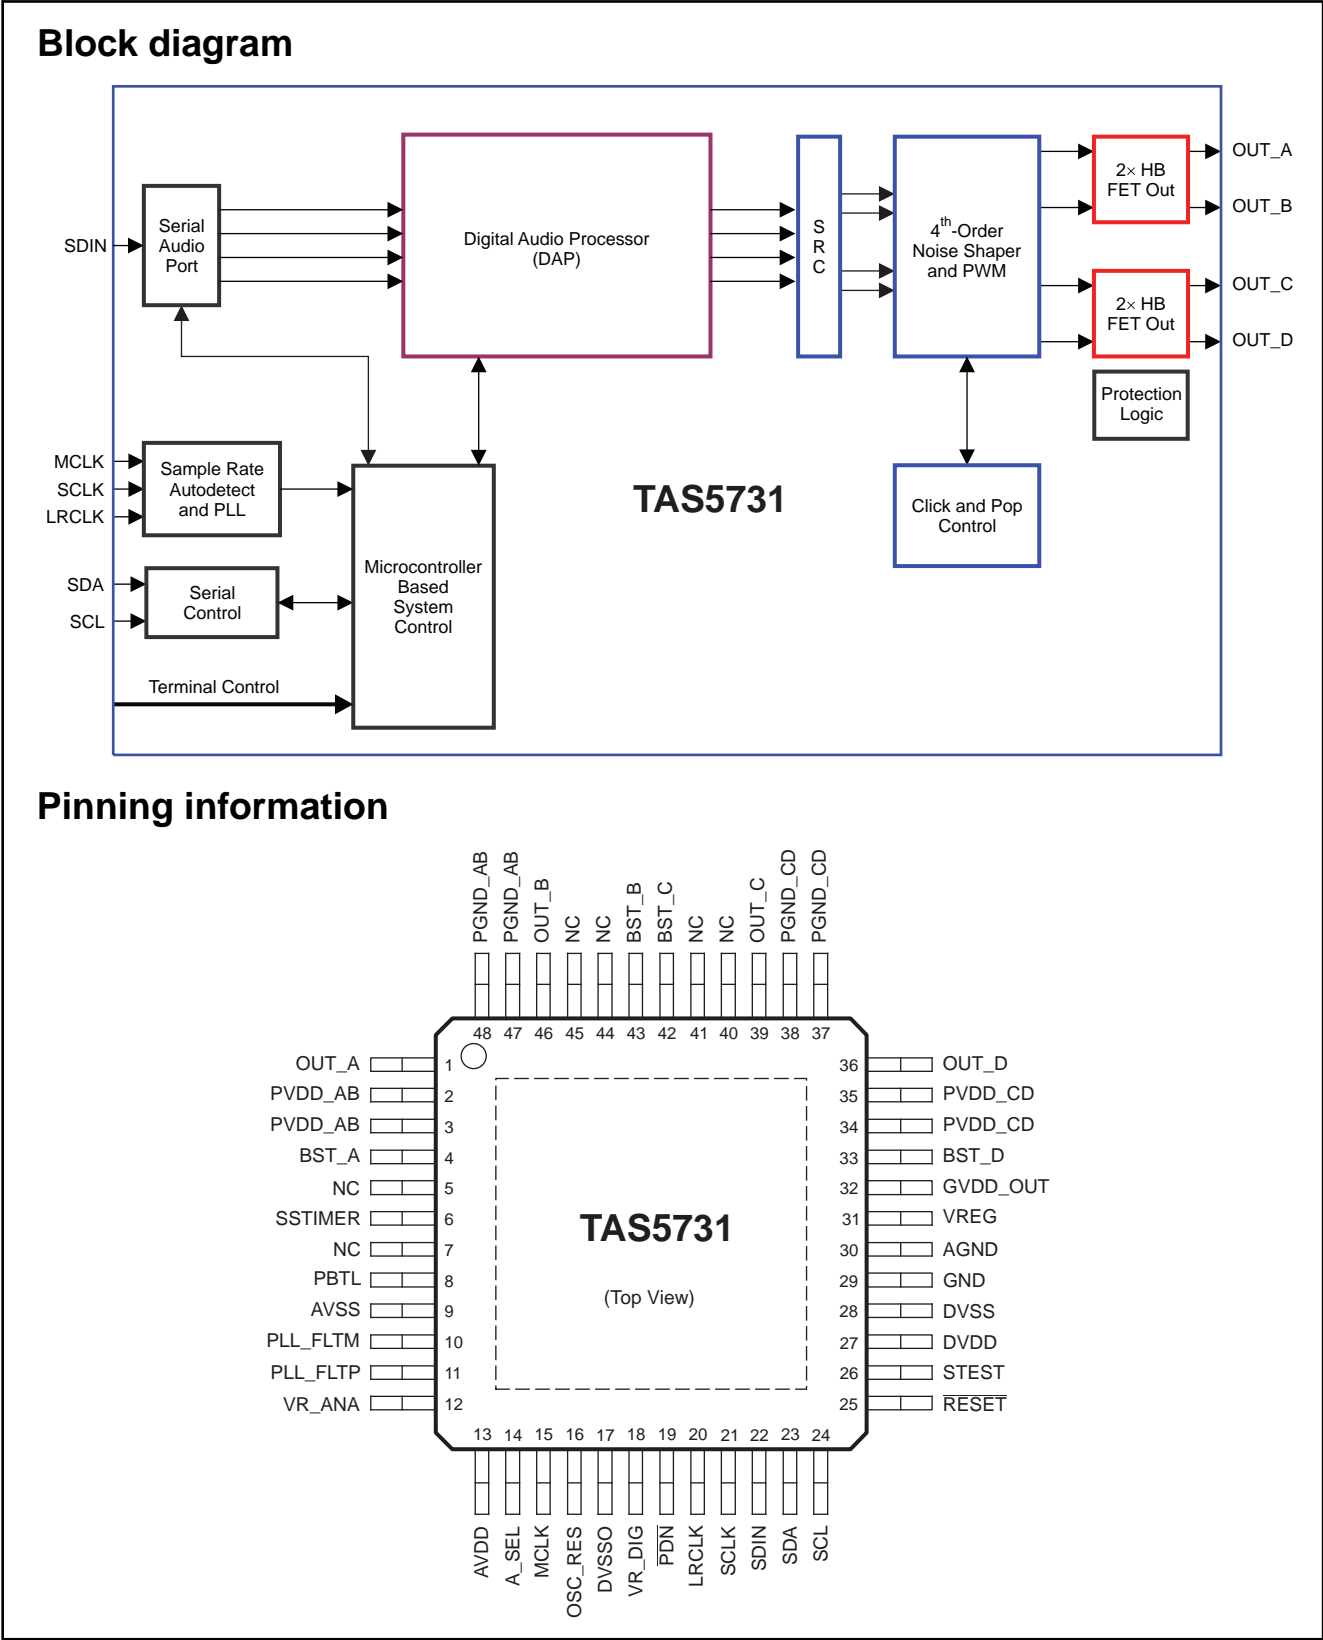 Block diagram
SDIN
Serial
Audio
Port
Digital Audio Processor
(DAP)
S
R
C
4th-Order
Noise Shaper
and PWM
2× HB
FET Out
OUT_A
OUT_B
2× HB
FET Out
OUT_C
OUT_D
Protection
Logic
MCLK
SCLK
LRCLK
Sample Rate
Autodetect
and PLL
SDA
SCL
Serial
Control
Microcontroller
Based
System
Control
Terminal Control
TAS5731
Click and Pop
Control
Pinning information
PGND_AB
PGND_AB
OUT_B
NC
NC
BST_B
BST_C
NC
NC
OUT_C
PGND_CD
PGND_CD
48 47 46 45 44 43 42 41 40 39 38 37
OUT_A 1
PVDD_AB 2
PVDD_AB 3
BST_A 4
NC 5
SSTIMER 6
NC 7
PBTL 8
AVSS 9
PLL_FLTM 10
PLL_FLTP 11
VR_ANA 12
TAS5731
(Top View)
36 OUT_D
35 PVDD_CD
34 PVDD_CD
33 BST_D
32 GVDD_OUT
31 VREG
30 AGND
29 GND
28 DVSS
27 DVDD
26 STEST
25 RESET
13 14 15 16 17 18 19 20 21 22 23 24
AVDD
A_SEL
MCLK
OSC_RES
DVSSO
VR_DIG
PDN
LRCLK
SCLK
SDIN
SDA
SCL